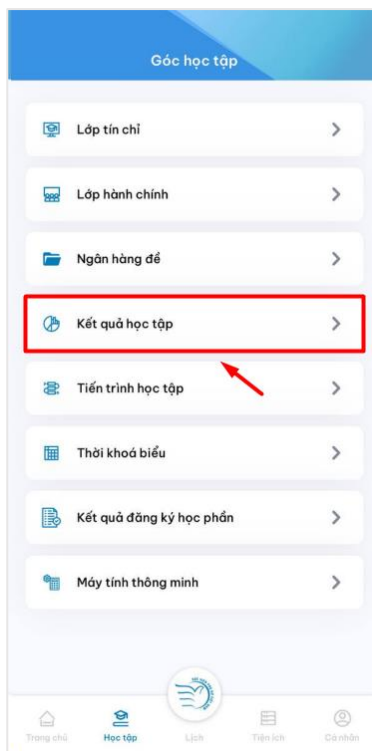 Góc học tập
Lớp tín chỉ
Lớp hành chính
Ngân hàng đề
Kết quả học tập
Tiến trình học tập
Thời khoá biểu
Kết quả đăng ký học phần
Máy tính thông minh
Trang chủ
Học tập
Lịch
Tiện ích
Cá nhân